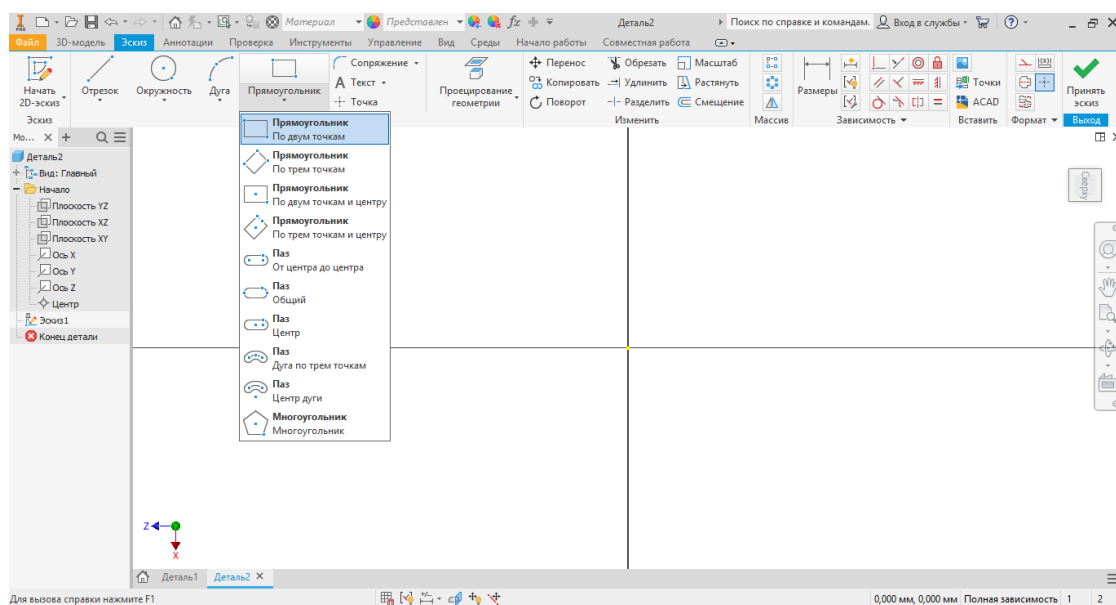 PRO
Материал
Представлен
fx
Деталь2
Поиск по справке и командам.
Вход в службы
Файл 3D-модель Эскиз Аннотации Проверка Инструменты Управление Вид Среды Начало работы Совместная работа
Начать 2D-эскиз
Отрезок
Окружность
Дуга
Прямоугольник
Сопряжение
A Текст
Точка
Проецирование геометрии
Перенос
Копировать
Поворот
Обрезать
Удлинить
Разделить
Масштаб
Растянуть
Смещение
Размеры
Точки
ACAD
Принять эскиз
Эскиз
Изменить
Массив
Зависимость
Вставить
Формат
Выход
Мо...
Деталь2
Вид: Главный
Начало
Плоскость YZ
Плоскость XZ
Плоскость XY
Ось X
Ось Y
Ось Z
Центр
Эскиз1
Конец детали
Прямоугольник
По двум точкам
Прямоугольник
По трем точкам
Прямоугольник
По двум точкам и центру
Прямоугольник
По трем точкам и центру
Паз
От центра до центра
Паз
Общий
Паз
Центр
Паз
Дуга по трем точкам
Паз
Центр дуги
Многоугольник
Многоугольник
Сверху
Z
X
Деталь1
Деталь2
Для вызова справки нажмите F1
0,000 мм, 0,000 мм Полная зависимость 1 2